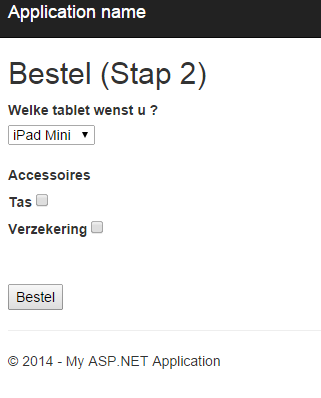 Application name
Bestel (Stap 2)
Welke tablet wenst u ?
iPad Mini
Accessoires
Tas
Verzekering
Bestel
© 2014 - My ASP.NET Application